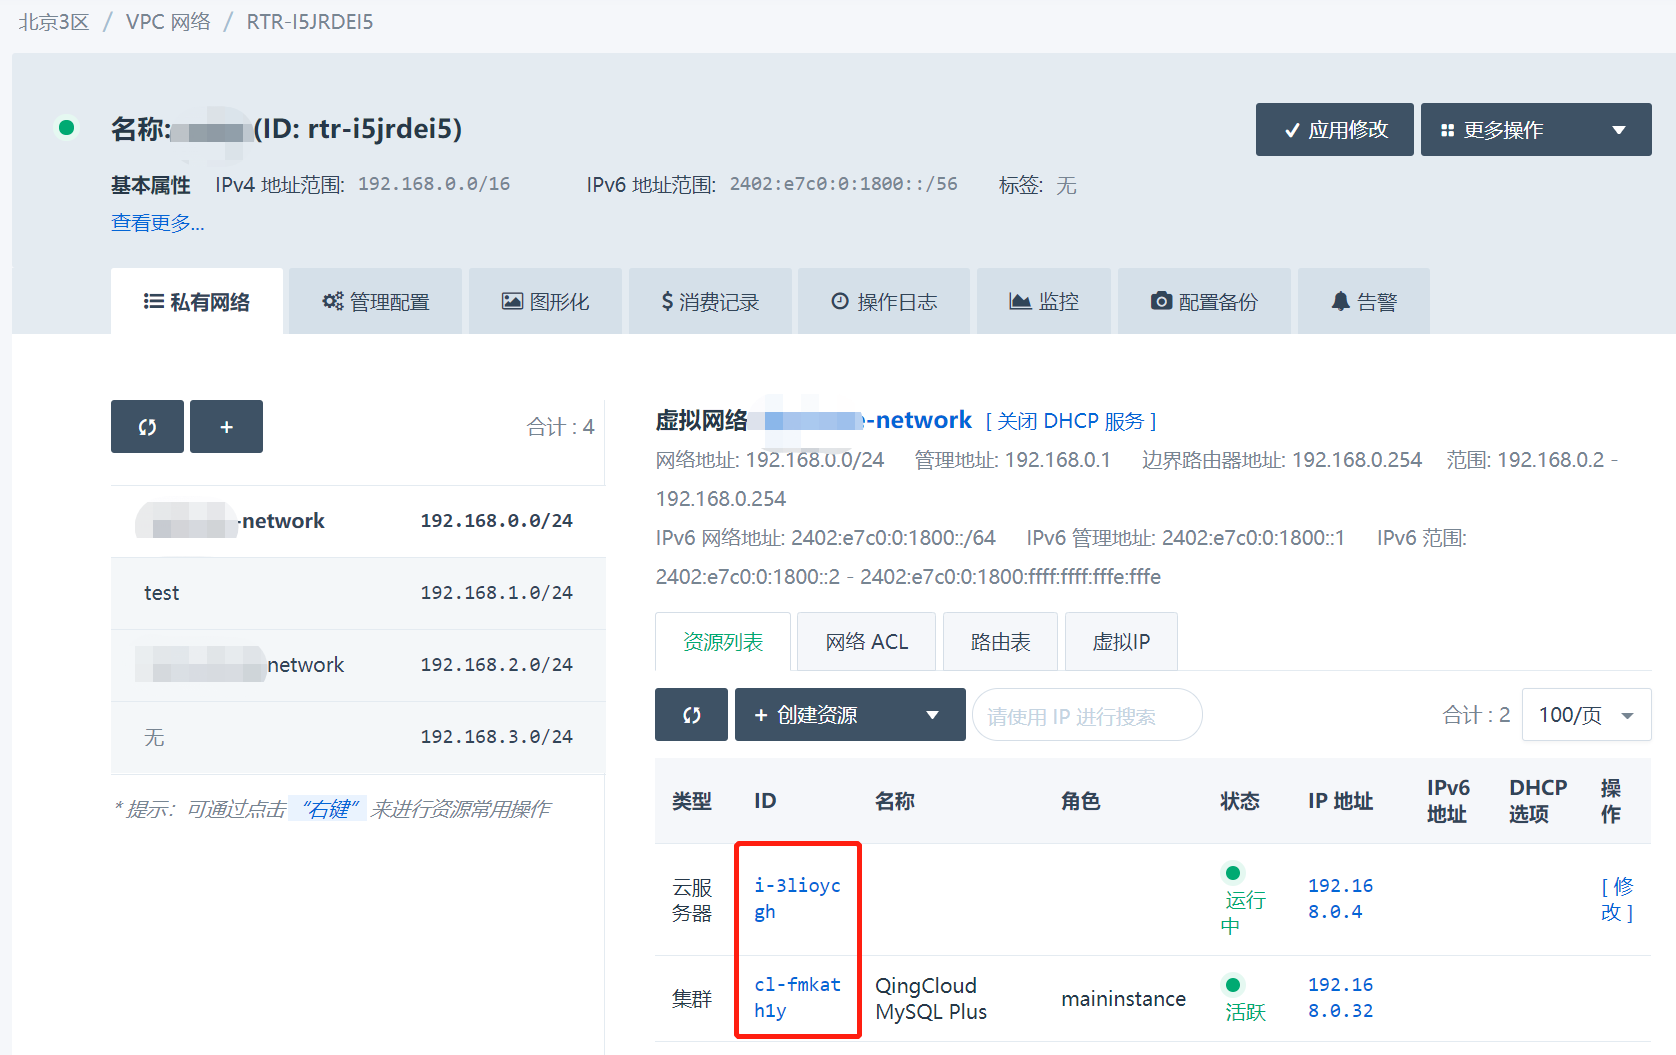 北京3区 / VPC 网络 / RTR-I5JRDEI5
名称: (ID: rtr-i5jrdei5)
应用修改
更多操作
基本属性 IPv4 地址范围: 192.168.0.0/16 IPv6 地址范围: 2402:e7c0:0:1800::/56 标签: 无
查看更多...
私有网络
管理配置
图形化
$ 消费记录
操作日志
监控
配置备份
告警
+
合计 : 4
-network 192.168.0.0/24
test 192.168.1.0/24
network 192.168.2.0/24
无 192.168.3.0/24
* 提示: 可通过点击 “右键” 来进行资源常用操作
虚拟网络 -network [ 关闭 DHCP 服务 ]
网络地址: 192.168.0.0/24 管理地址: 192.168.0.1 边界路由器地址: 192.168.0.254 范围: 192.168.0.2 -
192.168.0.254
IPv6 网络地址: 2402:e7c0:0:1800::/64 IPv6 管理地址: 2402:e7c0:0:1800::1 IPv6 范围:
2402:e7c0:0:1800::2 - 2402:e7c0:0:1800:ffff:ffff:fffe:fffe
资源列表
网络 ACL
路由表
虚拟IP
+ 创建资源
请使用 IP 进行搜索
合计 : 2
100/页
类型 ID 名称 角色 状态 IP 地址 IPv6 DHCP 操
地址 选项 作
云服 i-3lioyc 运行 192.16 [ 修
务器 gh 中 8.0.4 改 ]
集群 cl-fmkat QingCloud maininstance 活跃 192.16
h1y MySQL Plus 8.0.32